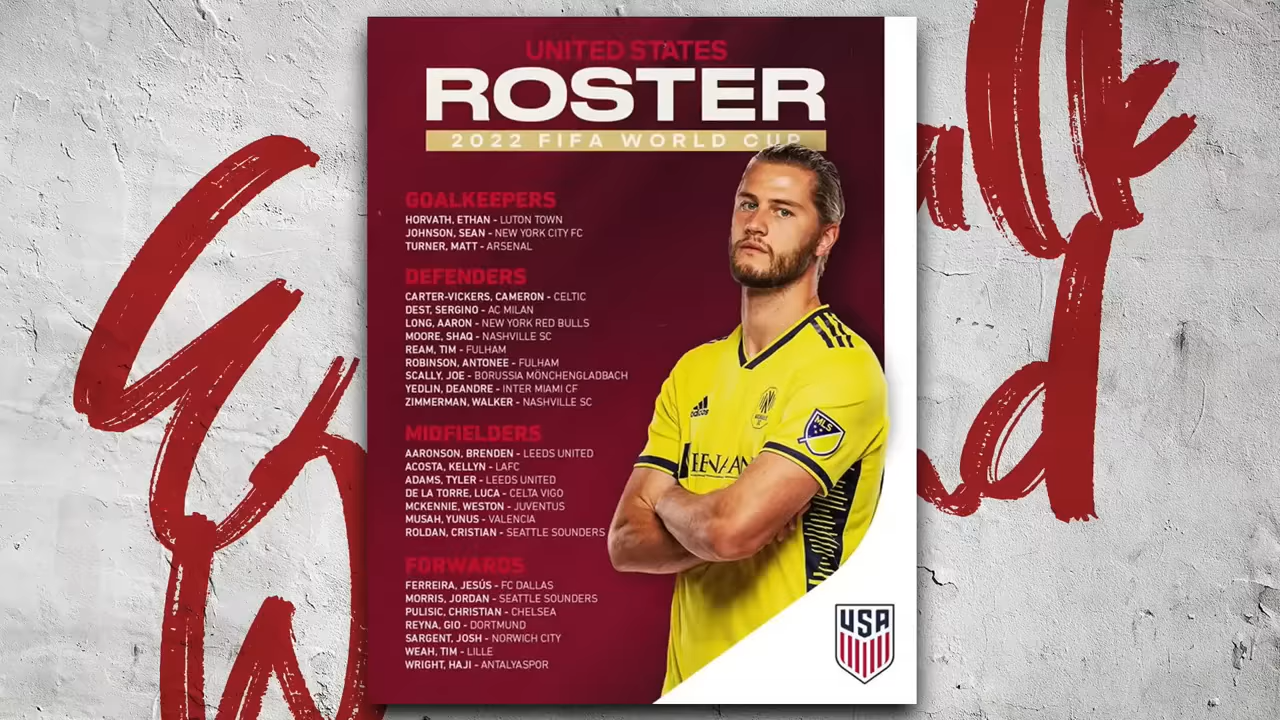 UNITED STATES
ROSTER
2022 FIFA WORLD CUP
GOALKEEPERS
HORVATH, ETHAN - LUTON TOWN
JOHNSON, SEAN - NEW YORK CITY FC
TURNER, MATT - ARSENAL
DEFENDERS
CARTER-VICKERS, CAMERON - CELTIC
DEST, SERGINO - AC MILAN
LONG, AARON - NEW YORK RED BULLS
MOORE, SHAQ - NASHVILLE SC
REAM, TIM - FULHAM
ROBINSON, ANTONEE - FULHAM
SCALLY, JOE - BORUSSIA MÖNCHENGLADBACH
YEDLIN, DEANDRE - INTER MIAMI CF
ZIMMERMAN, WALKER - NASHVILLE SC
MIDFIELDERS
AARONSON, BRENDEN - LEEDS UNITED
ACOSTA, KELLYN - LAFC
ADAMS, TYLER - LEEDS UNITED
DE LA TORRE, LUCA - CELTA VIGO
MCKENNIE, WESTON - JUVENTUS
MUSAH, YUNUS - VALENCIA
ROLDAN, CRISTIAN - SEATTLE SOUNDERS
FORWARDS
FERREIRA, JESÚS - FC DALLAS
MORRIS, JORDAN - SEATTLE SOUNDERS
PULISIC, CHRISTIAN - CHELSEA
REYNA, GIO - DORTMUND
SARGENT, JOSH - NORWICH CITY
WEAH, TIM - LILLE
WRIGHT, HAJI - ANTALYASPOR
adidas
MLS
USA